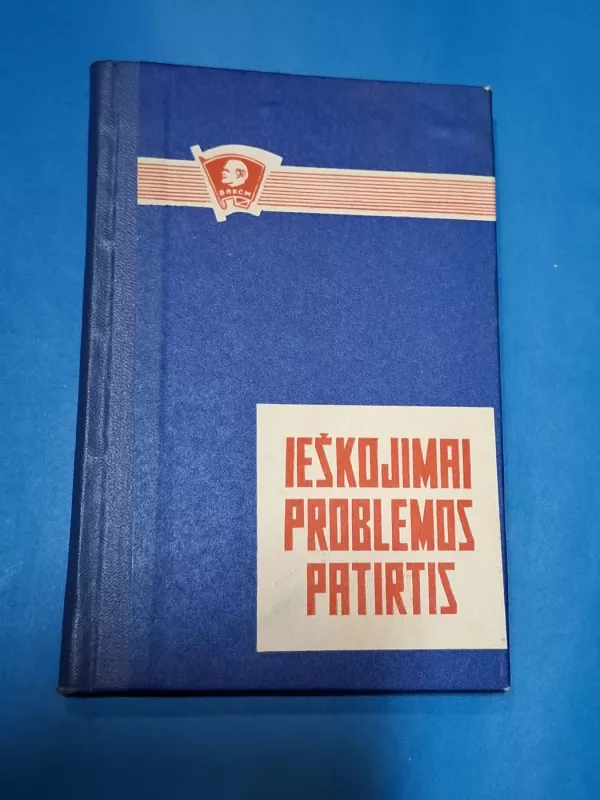 ВЛКСМ
IEŠKOJIMAI
PROBLEMOS
PATIRTIS